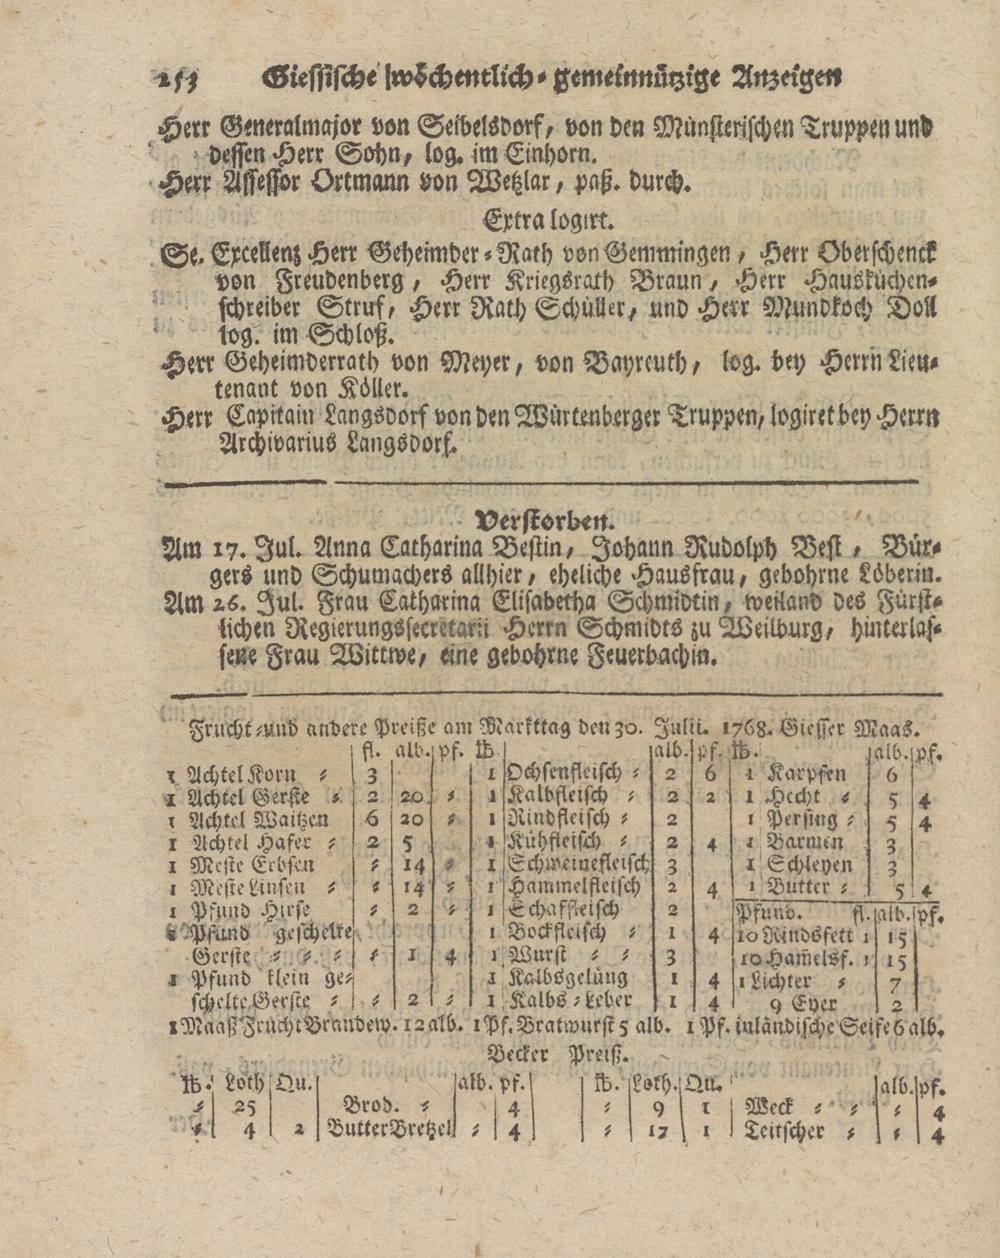 253 Giessische wöchentlich-gemeinnützige Anzeigen
Herr Generalmajor von Seibelsdorf, von den Münsterischen Truppen und
dessen Herr Sohn, log. im Einhorn.
Herr Assessor Ortmann von Wetzlar, paß. durch.
Extra logirt.
Se. Excellenz Herr Geheimder-Rath von Gemmingen, Herr Oberschenck
von Freudenberg, Herr Kriegsrath Braun, Herr Hausküchen-
schreiber Struf, Herr Rath Schüller, und Herr Mundkoch Doll
log. im Schloß.
Herr Geheimderrath von Meyer, von Bayreuth, log. bey Herrn Lieu-
tenant von Köller.
Herr Capitain Langsdorf von den Würtenberger Truppen, logiret bey Herrn
Archivarius Langsdorf.
Verstorben.
Am 17. Jul. Anna Catharina Bestin, Johann Rudolph Best, Bür-
gers und Schumachers allhier, eheliche Hausfrau, gebohrne Löberin.
Am 26. Jul. Frau Catharina Elisabetha Schmidtin, weiland des Fürst-
lichen Regierungssecretarii Herrn Schmidts zu Weilburg, hinterlas-
sene Frau Wittwe, eine gebohrne Feuerbachin.
Frucht-und andere Preiße am Markttag den 30. Julii. 1768. Giesser Maas.
fl. alb. pf. ℔ alb. pf. ℔. alb. pf.
1 Achtel Korn - 3 1 Ochsenfleisch - 2 6 1 Karpfen 6
1 Achtel Gerste - 2 20 - 1 Kalbfleisch - 2 2 1 Hecht - 5 4
1 Achtel Waitzen 6 20 - 1 Rindfleisch - 2 1 Persing - 5 4
1 Achtel Hafer - 2 5 1 Kühfleisch - 2 4 1 Barmen 3
1 Meste Erbsen - 14 - 1 Schweinefleisch 3 1 Schleyen 3
1 Meste Linsen - - 14 - 1 Hammelfleisch 2 4 1 Butter - 5 4
1 Pfund Hirse - 2 - 1 Schaffleisch 2 Pfund. fl. alb. pf.
1 Pfund geschelte 1 Bockfleisch - 1 4 10 Rindsfett 1 15
Gerste - - - - 1 4 1 Wurst - - 3 10 Ham̄elsf. 1 15
1 Pfund klein ge- 1 Kalbsgelüng 1 4 1 Lichter - 7
schelte Gerste - - 2 - 1 Kalbs-Leber 1 4 9 Eyer 2
1 Maaß Frucht Brandew. 12 alb. 1 Pf. Bratwurst 5 alb. 1 Pf. inländische Seife 6 alb.
Becker Preiß.
℔. Loth Qu. alb. pf. ℔. Loth. Qu. alb. pf.
- 25 Brod. - 4 - 9 1 Weck - - - 4
- 4 2 Butter Bretzel - 4 - 17 1 Teitscher - - 4